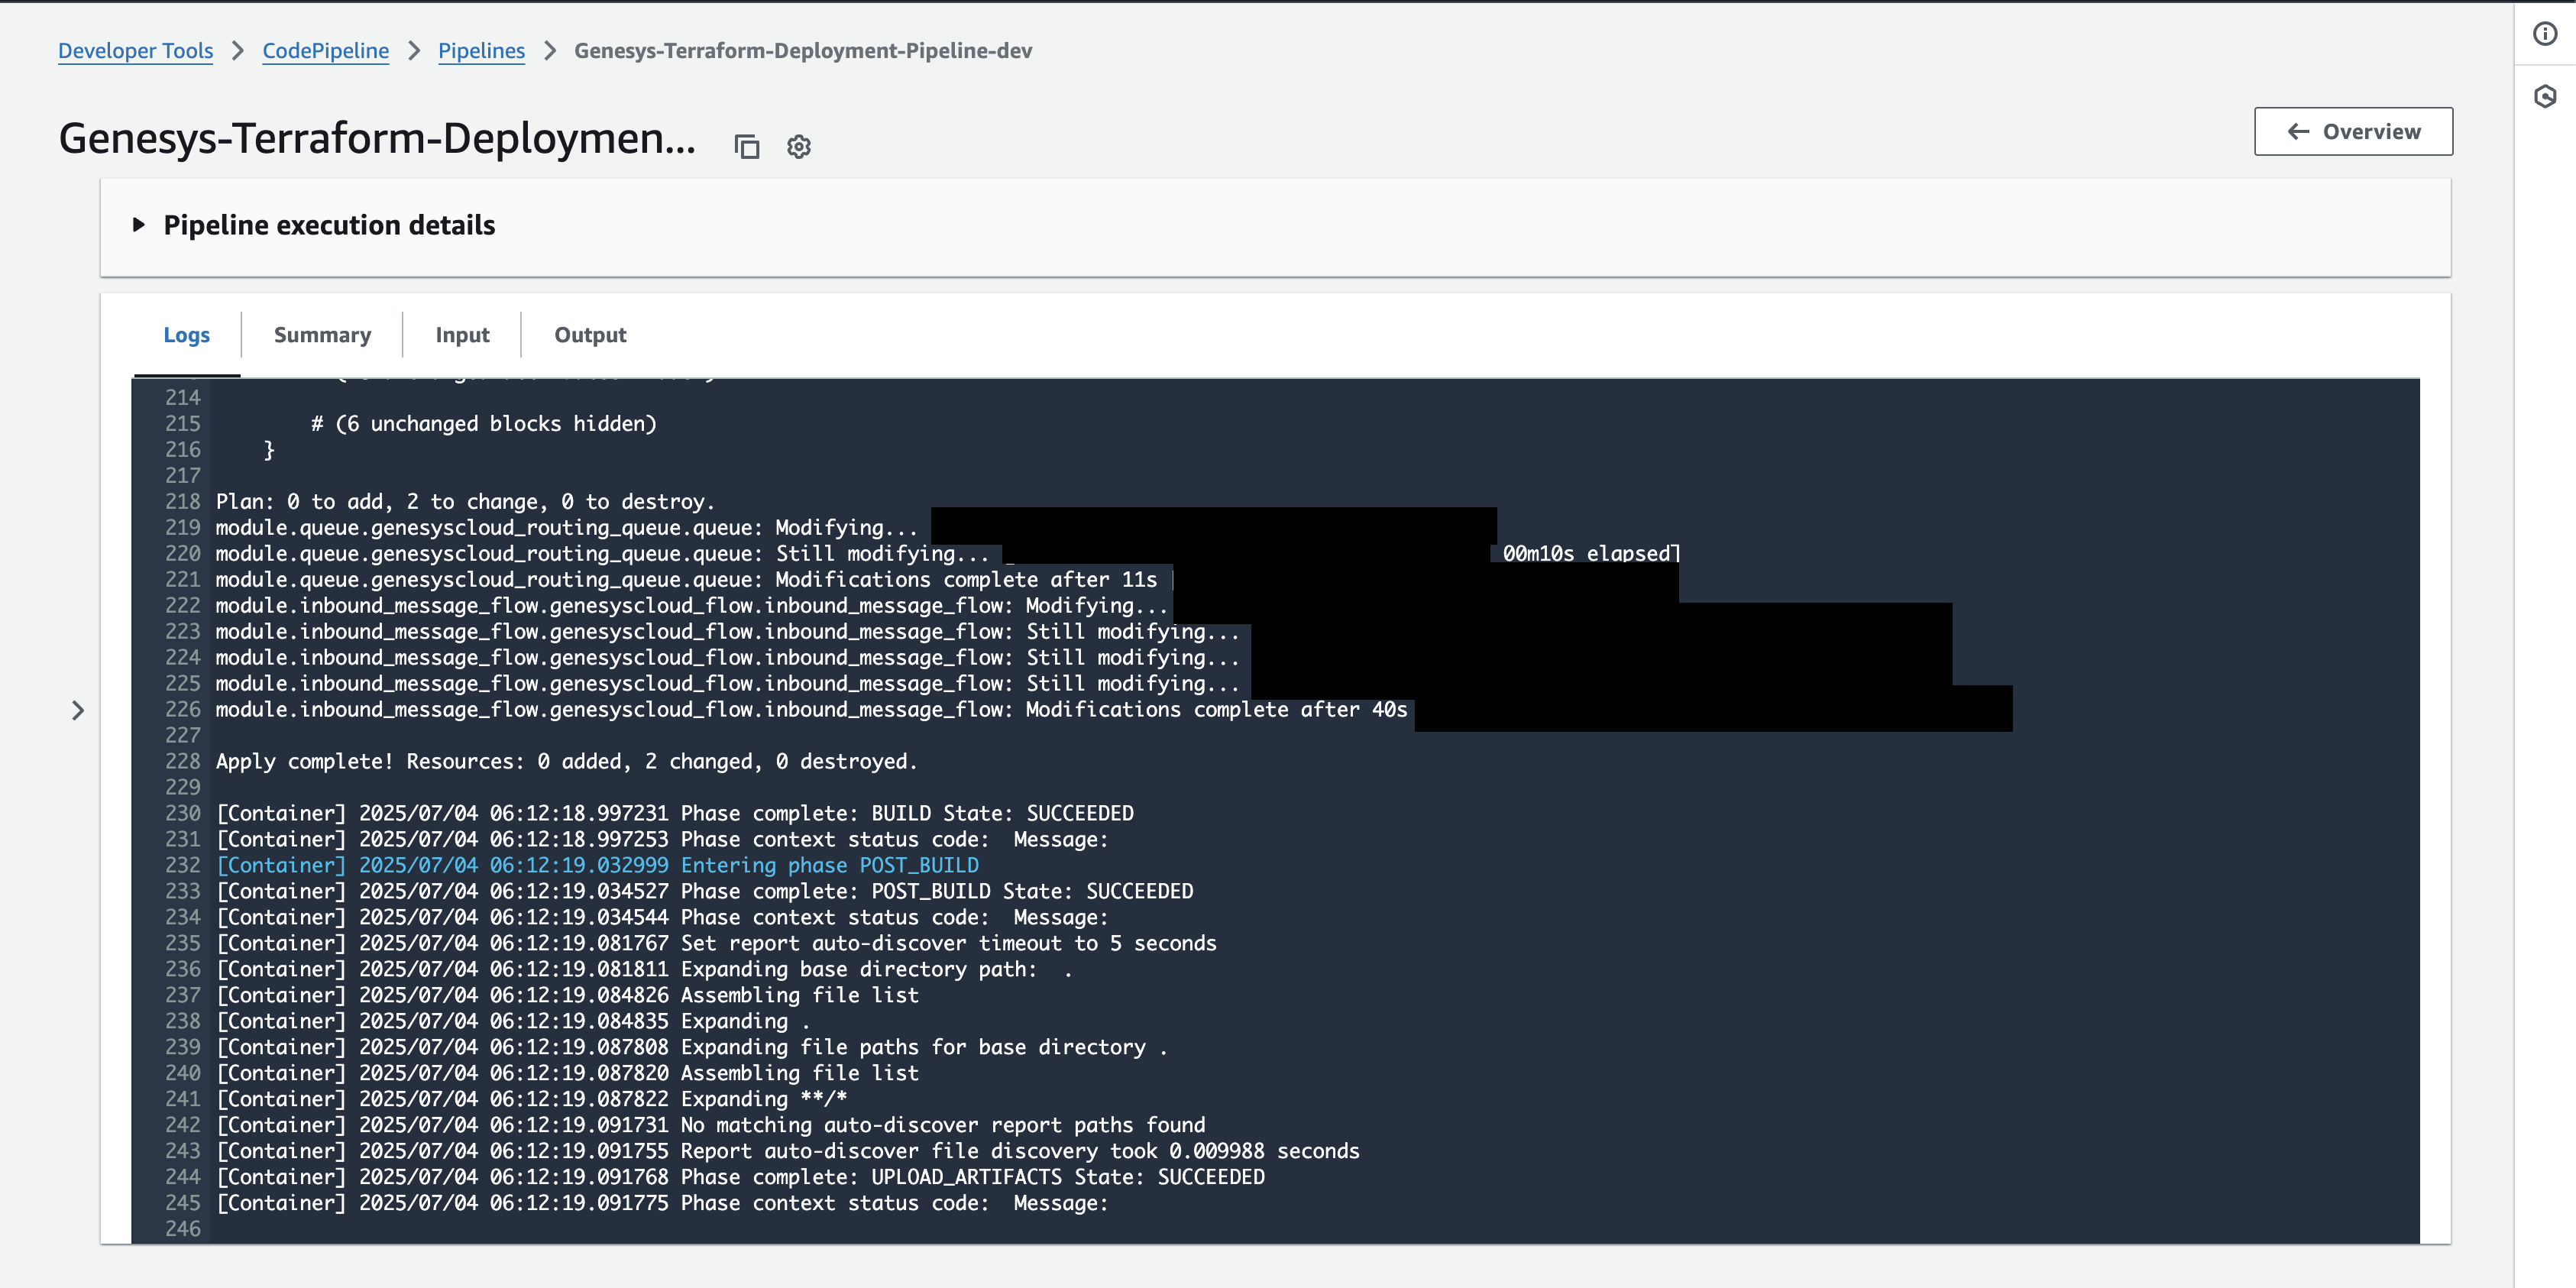 Developer Tools > CodePipeline > Pipelines > Genesys-Terraform-Deployment-Pipeline-dev
Genesys-Terraform-Deploymen...
← Overview
Pipeline execution details
Logs Summary Input Output
214
215 # (6 unchanged blocks hidden)
216 }
217
218 Plan: 0 to add, 2 to change, 0 to destroy.
219 module.queue.genesyscloud_routing_queue.queue: Modifying...
220 module.queue.genesyscloud_routing_queue.queue: Still modifying... 00m10s elapsed]
221 module.queue.genesyscloud_routing_queue.queue: Modifications complete after 11s
222 module.inbound_message_flow.genesyscloud_flow.inbound_message_flow: Modifying...
223 module.inbound_message_flow.genesyscloud_flow.inbound_message_flow: Still modifying...
224 module.inbound_message_flow.genesyscloud_flow.inbound_message_flow: Still modifying...
225 module.inbound_message_flow.genesyscloud_flow.inbound_message_flow: Still modifying...
226 module.inbound_message_flow.genesyscloud_flow.inbound_message_flow: Modifications complete after 40s
227
228 Apply complete! Resources: 0 added, 2 changed, 0 destroyed.
229
230 [Container] 2025/07/04 06:12:18.997231 Phase complete: BUILD State: SUCCEEDED
231 [Container] 2025/07/04 06:12:18.997253 Phase context status code:  Message:
232 [Container] 2025/07/04 06:12:19.032999 Entering phase POST_BUILD
233 [Container] 2025/07/04 06:12:19.034527 Phase complete: POST_BUILD State: SUCCEEDED
234 [Container] 2025/07/04 06:12:19.034544 Phase context status code:  Message:
235 [Container] 2025/07/04 06:12:19.081767 Set report auto-discover timeout to 5 seconds
236 [Container] 2025/07/04 06:12:19.081811 Expanding base directory path:  .
237 [Container] 2025/07/04 06:12:19.084826 Assembling file list
238 [Container] 2025/07/04 06:12:19.084835 Expanding .
239 [Container] 2025/07/04 06:12:19.087808 Expanding file paths for base directory .
240 [Container] 2025/07/04 06:12:19.087820 Assembling file list
241 [Container] 2025/07/04 06:12:19.087822 Expanding **/*
242 [Container] 2025/07/04 06:12:19.091731 No matching auto-discover report paths found
243 [Container] 2025/07/04 06:12:19.091755 Report auto-discover file discovery took 0.009988 seconds
244 [Container] 2025/07/04 06:12:19.091768 Phase complete: UPLOAD_ARTIFACTS State: SUCCEEDED
245 [Container] 2025/07/04 06:12:19.091775 Phase context status code:  Message:
246